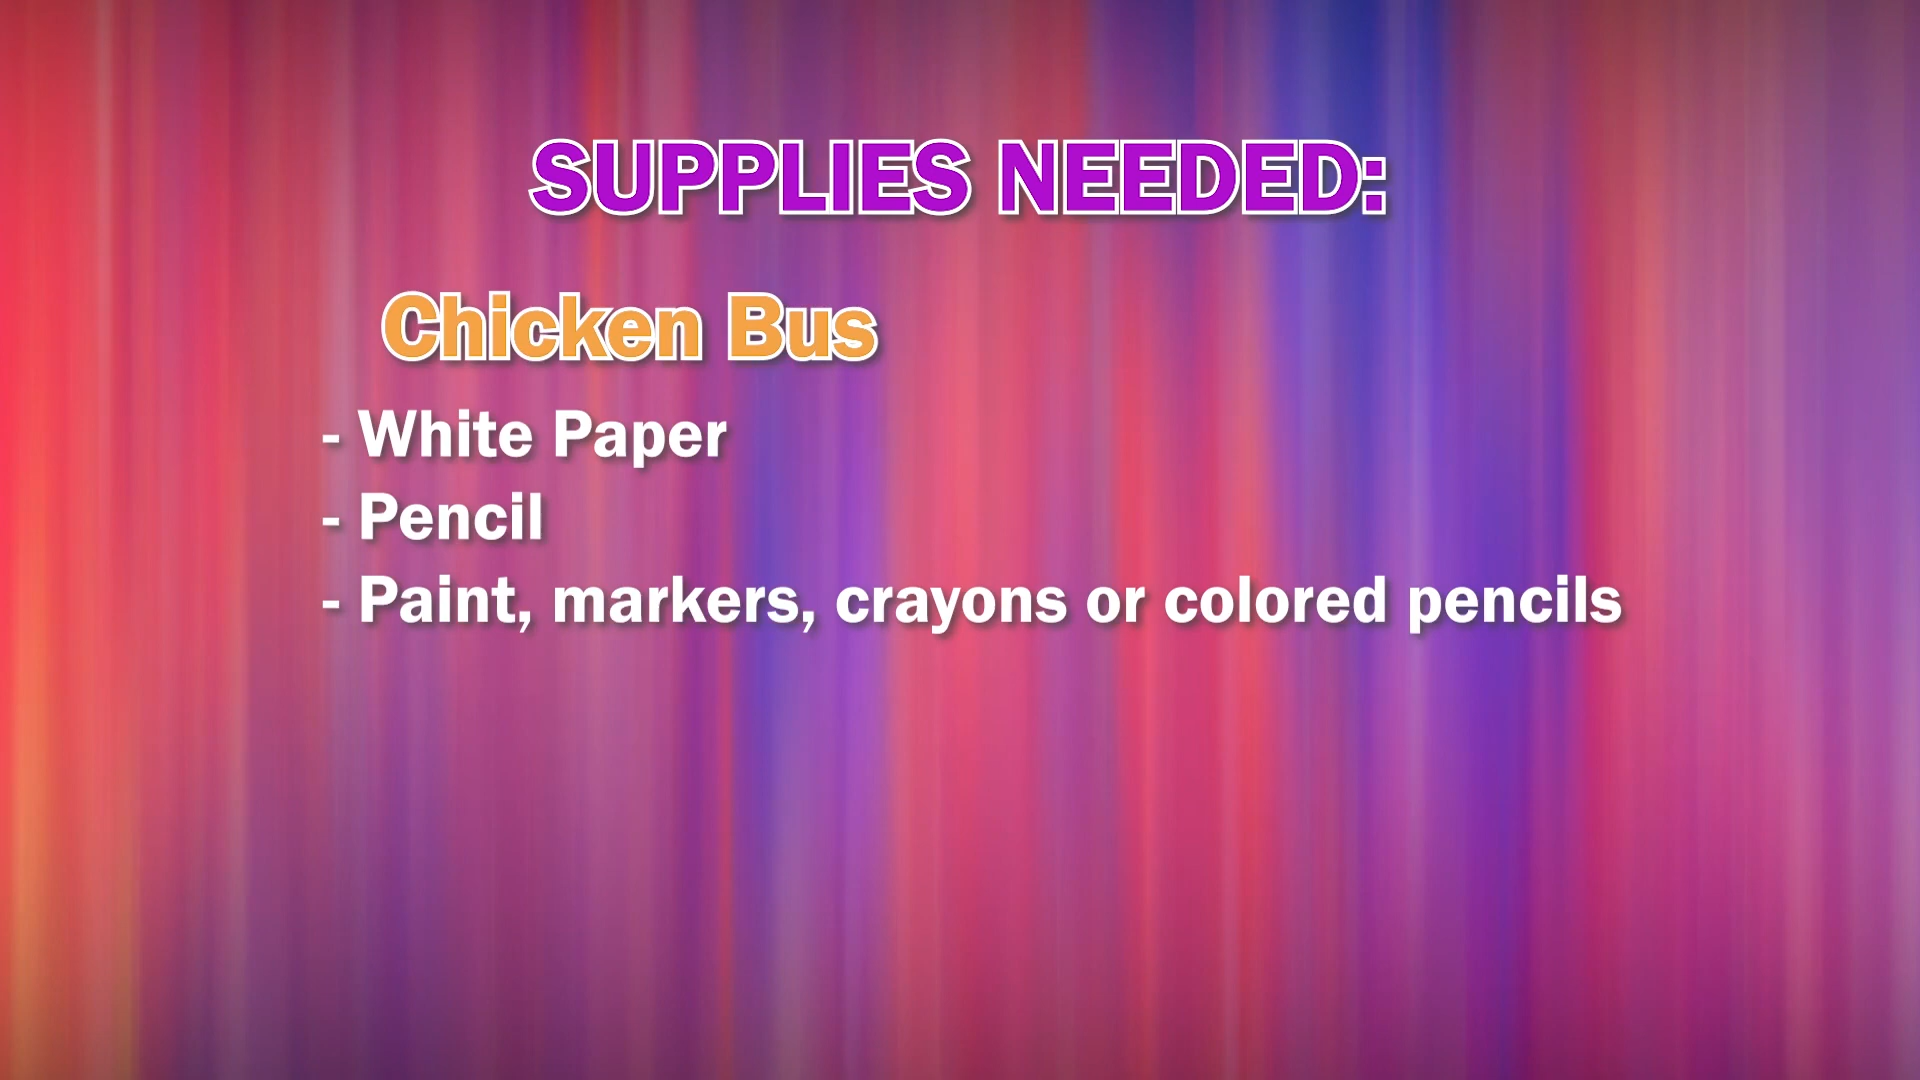 SUPPLIES NEEDED:
Chicken Bus
- White Paper
- Pencil
- Paint, markers, crayons or colored pencils